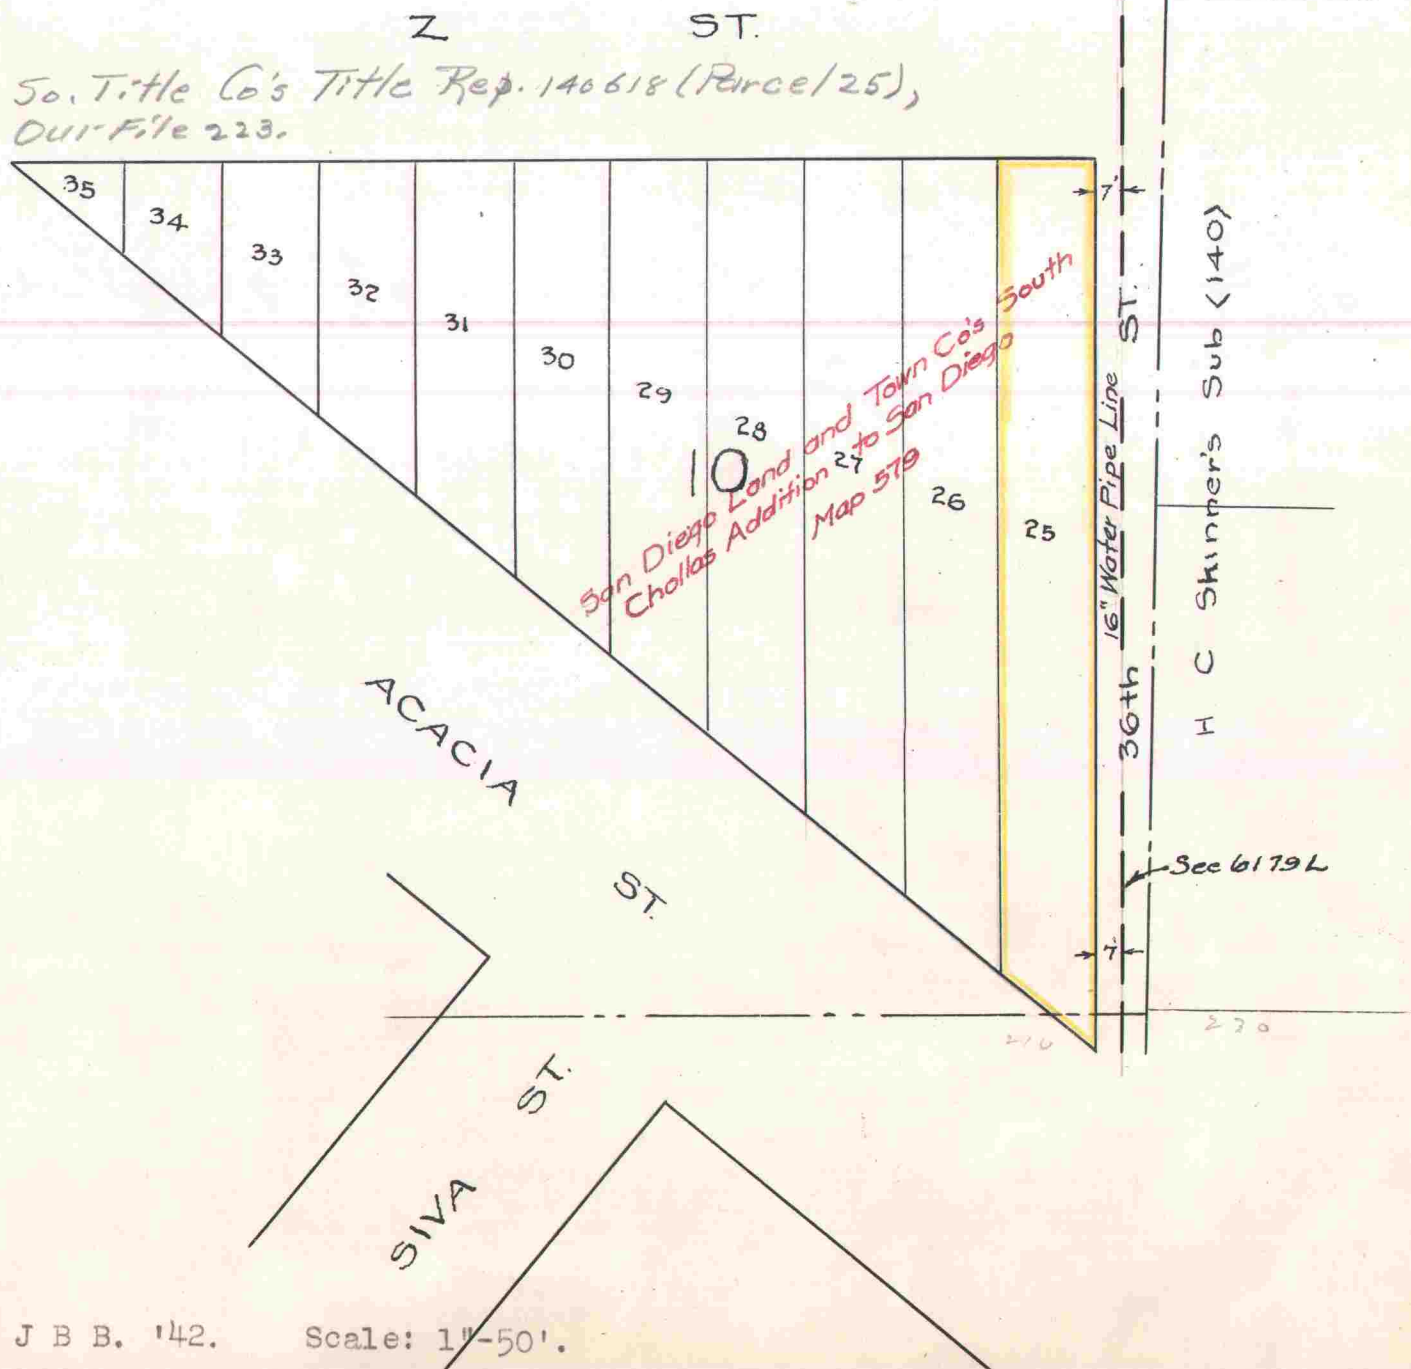 Z ST.
So. Title Co's Title Rep. 140618 (Parcel 25),
Our File 223.
35
34
33
32
31
30
29
28
27
26
25
10
San Diego Land and Town Co's South
Chollas Addition to San Diego
Map 579
7'
16" Water Pipe Line
36th ST.
H C Skinner's Sub (140)
See 6179L
7'
ACACIA ST.
SIVA ST.
230
J B B. '42. Scale: 1"-50'.